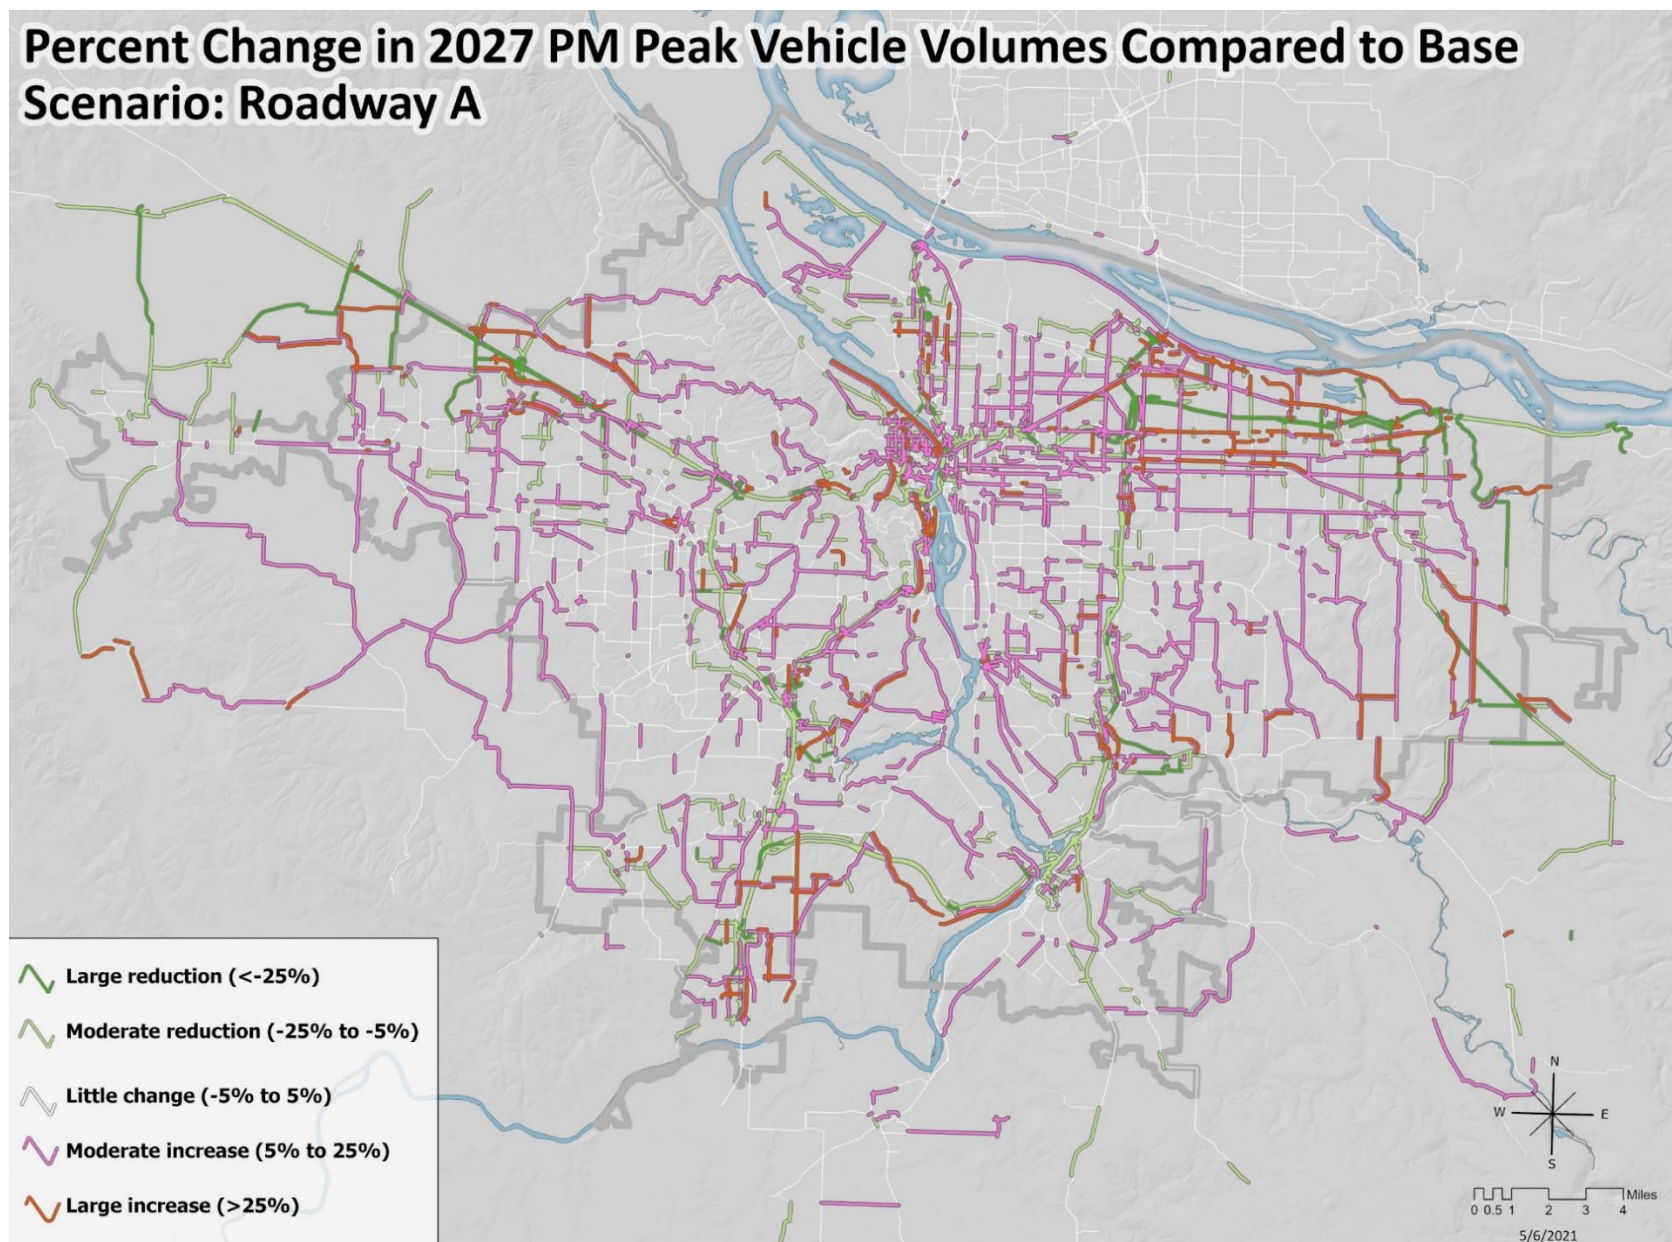 Percent Change in 2027 PM Peak Vehicle Volumes Compared to Base
Scenario: Roadway A
Large reduction (<-25%)
Moderate reduction (-25% to -5%)
Little change (-5% to 5%)
Moderate increase (5% to 25%)
Large increase (>25%)
N
W E
S
Miles
0 0.5 1 2 3 4
5/6/2021